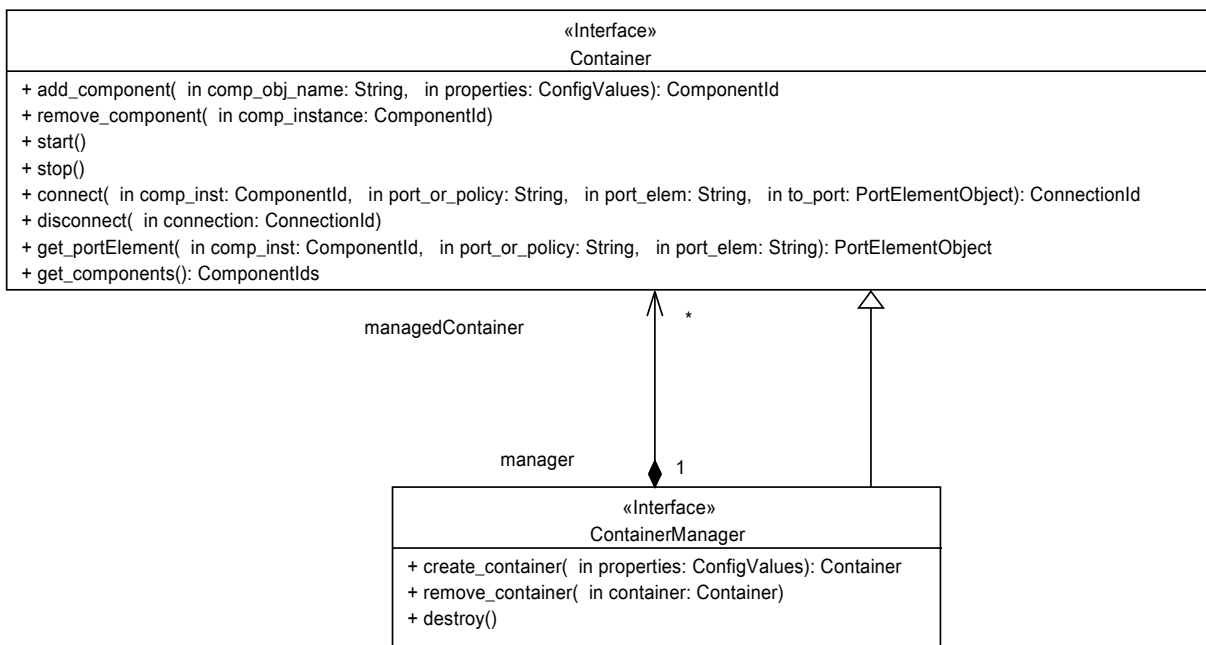 «Interface»
Container
+ add_component(  in comp_obj_name: String,   in properties: ConfigValues): ComponentId
+ remove_component(  in comp_instance: ComponentId)
+ start()
+ stop()
+ connect(  in comp_inst: ComponentId,   in port_or_policy: String,   in port_elem: String,   in to_port: PortElementObject): ConnectionId
+ disconnect(  in connection: ConnectionId)
+ get_portElement(  in comp_inst: ComponentId,   in port_or_policy: String,   in port_elem: String): PortElementObject
+ get_components(): ComponentIds
*
managedContainer
manager
1
«Interface»
ContainerManager
+ create_container(  in properties: ConfigValues): Container
+ remove_container(  in container: Container)
+ destroy()